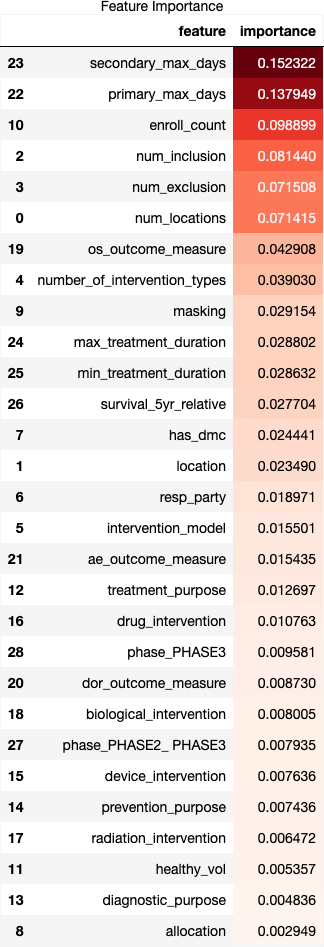 Feature Importance
feature importance
23 secondary_max_days 0.152322
22 primary_max_days 0.137949
10 enroll_count 0.098899
2 num_inclusion 0.081440
3 num_exclusion 0.071508
0 num_locations 0.071415
19 os_outcome_measure 0.042908
4 number_of_intervention_types 0.039030
9 masking 0.029154
24 max_treatment_duration 0.028802
25 min_treatment_duration 0.028632
26 survival_5yr_relative 0.027704
7 has_dmc 0.024441
1 location 0.023490
6 resp_party 0.018971
5 intervention_model 0.015501
21 ae_outcome_measure 0.015435
12 treatment_purpose 0.012697
16 drug_intervention 0.010763
28 phase_PHASE3 0.009581
20 dor_outcome_measure 0.008730
18 biological_intervention 0.008005
27 phase_PHASE2_ PHASE3 0.007935
15 device_intervention 0.007636
14 prevention_purpose 0.007436
17 radiation_intervention 0.006472
11 healthy_vol 0.005357
13 diagnostic_purpose 0.004836
8 allocation 0.002949